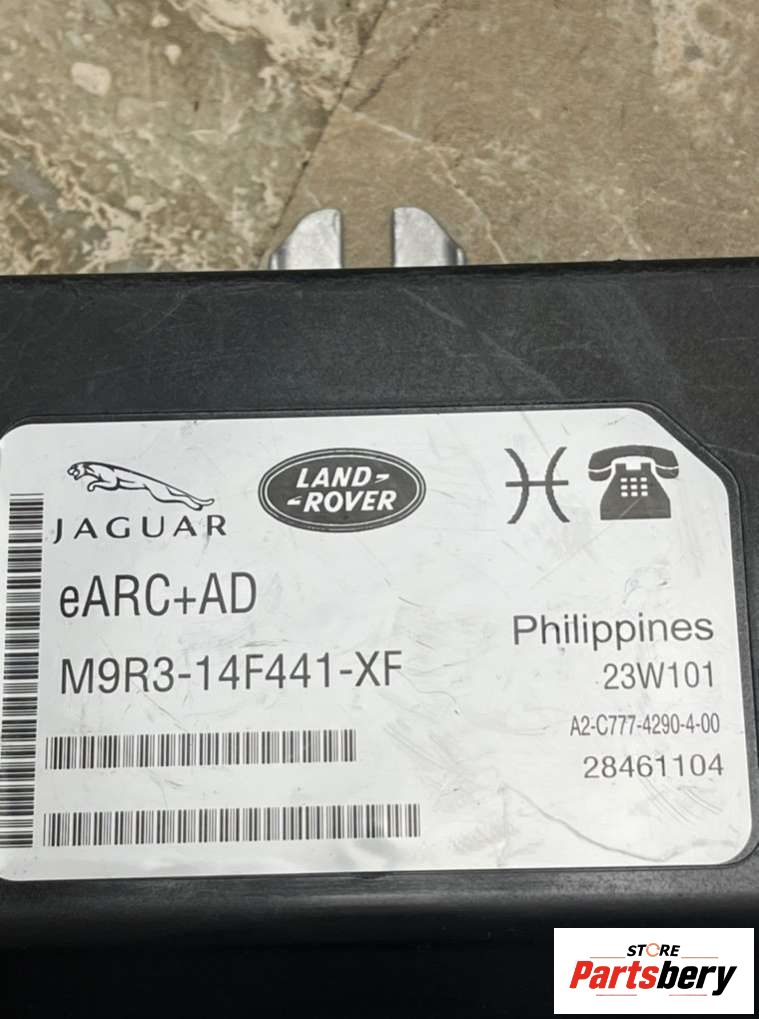 JAGUAR
LAND-
-ROVER
eARC+AD
M9R3-14F441-XF
Philippines
23W101
A2-C777-4290-4-00
28461104
STORE
Partsbery